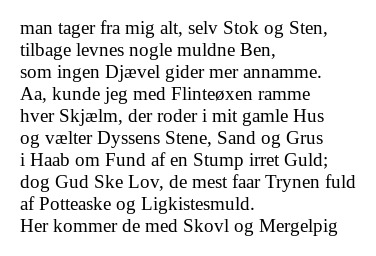 man tager fra mig alt, selv Stok og Sten,
tilbage levnes nogle muldne Ben,
som ingen Djævel gider mer annamme.
Aa, kunde jeg med Flinteøxen ramme
hver Skjælm, der roder i mit gamle Hus
og vælter Dyssens Stene, Sand og Grus
i Haab om Fund af en Stump irret Guld;
dog Gud Ske Lov, de mest faar Trynen fuld
af Potteaske og Ligkistesmuld.
Her kommer de med Skovl og Mergelpig